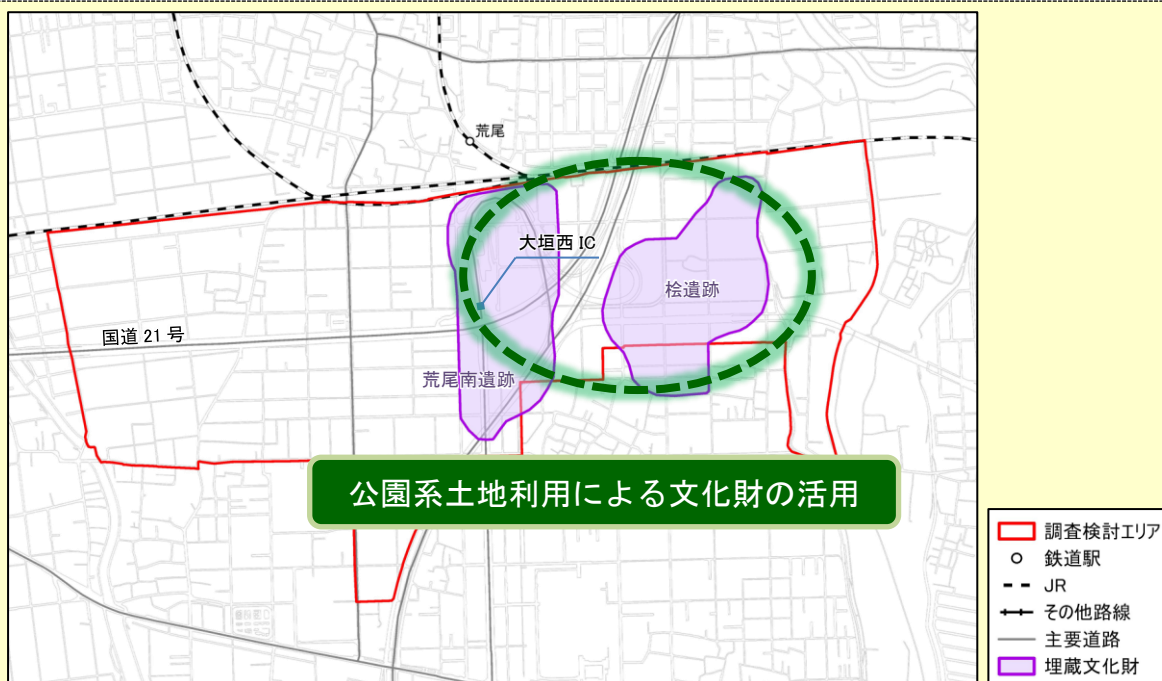 荒尾
大垣西 IC
桧遺跡
国道 21 号
荒尾南遺跡
公園系土地利用による文化財の活用
調査検討エリア
鉄道駅
JR
その他路線
主要道路
埋蔵文化財